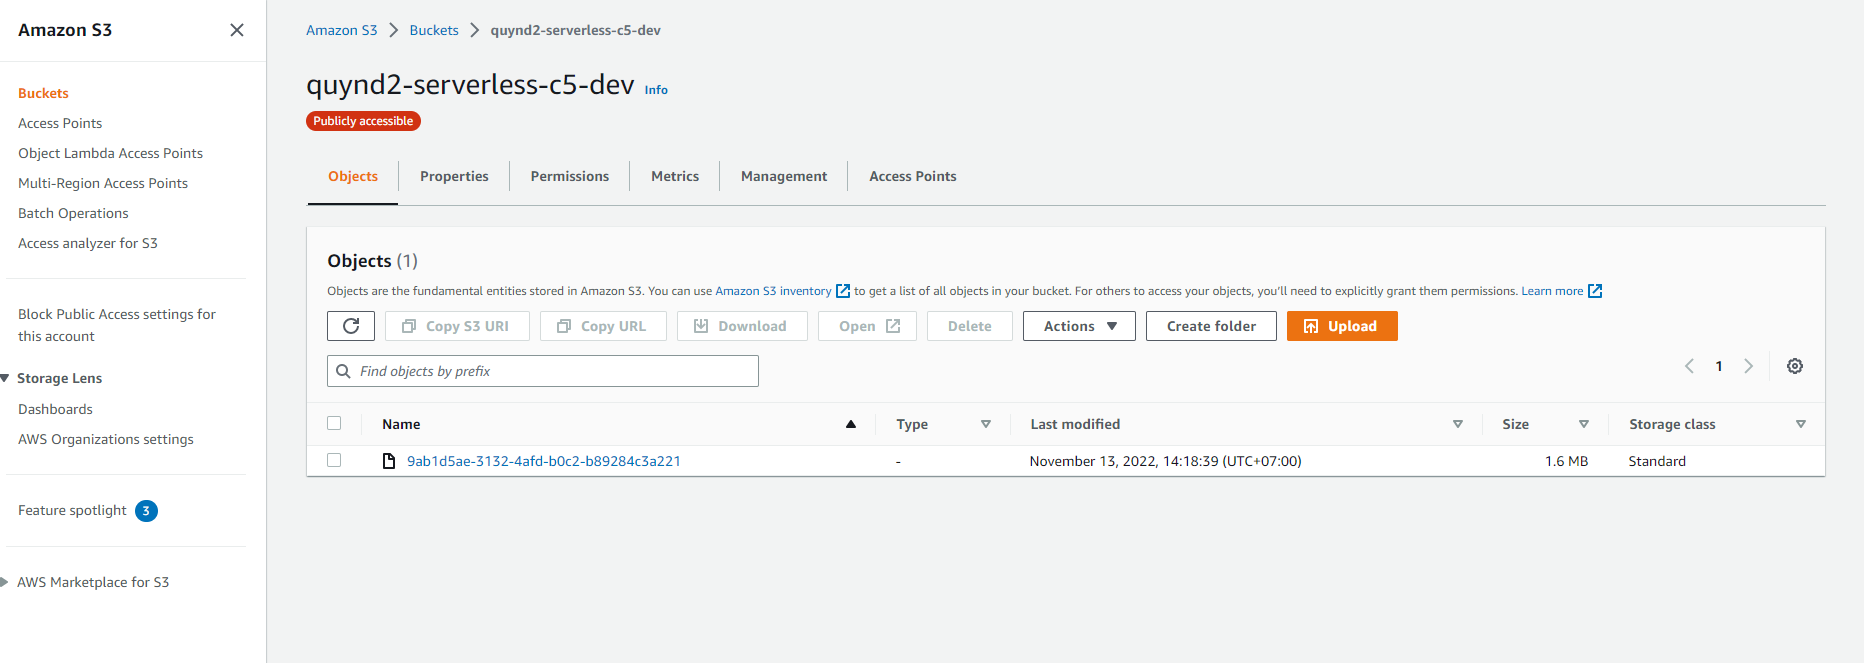 Amazon S3
Buckets
Access Points
Object Lambda Access Points
Multi-Region Access Points
Batch Operations
Access analyzer for S3
Block Public Access settings for
this account
Storage Lens
Dashboards
AWS Organizations settings
Feature spotlight 3
AWS Marketplace for S3
Amazon S3 Buckets quynd2-serverless-c5-dev
quynd2-serverless-c5-dev Info
Publicly accessible
Objects Properties Permissions Metrics Management Access Points
Objects (1)
Objects are the fundamental entities stored in Amazon S3. You can use Amazon S3 inventory to get a list of all objects in your bucket. For others to access your objects, you'll need to explicitly grant them permissions. Learn more
Copy S3 URI Copy URL Download Open Delete Actions Create folder Upload
Find objects by prefix
1
Name Type Last modified Size Storage class
9ab1d5ae-3132-4afd-b0c2-b89284c3a221 - November 13, 2022, 14:18:39 (UTC+07:00) 1.6 MB Standard